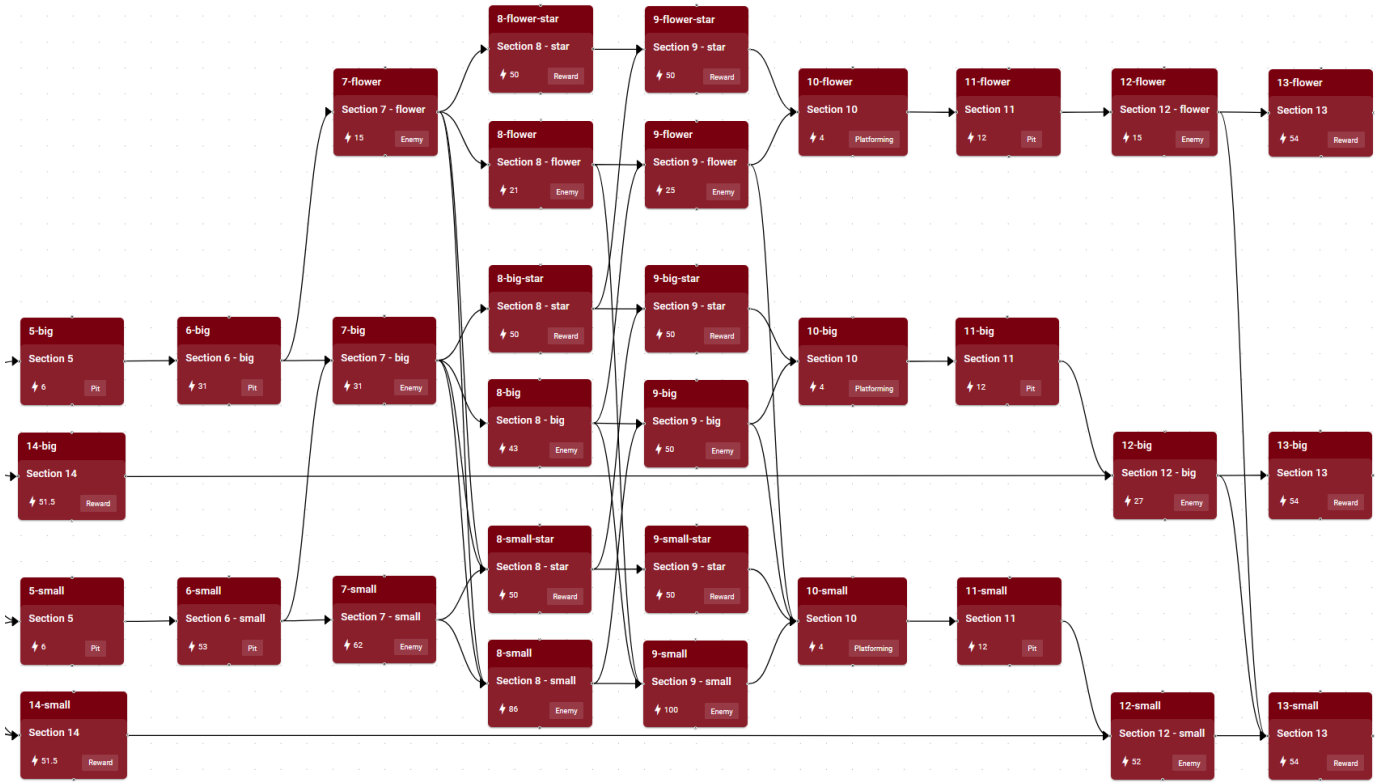 8-flower-star
Section 8 - star
50
Reward
9-flower-star
Section 9 - star
50
Reward
7-flower
Section 7 - flower
15
Enemy
10-flower
Section 10
4
Platforming
11-flower
Section 11
12
Pit
12-flower
Section 12 - flower
15
Enemy
13-flower
Section 13
54
Reward
8-flower
Section 8 - flower
21
Enemy
9-flower
Section 9 - flower
25
Enemy
8-big-star
Section 8 - star
50
Reward
9-big-star
Section 9 - star
50
Reward
5-big
Section 5
6
Pit
6-big
Section 6 - big
31
Pit
7-big
Section 7 - big
31
Enemy
10-big
Section 10
4
Platforming
11-big
Section 11
12
Pit
8-big
Section 8 - big
43
Enemy
9-big
Section 9 - big
50
Enemy
14-big
Section 14
51.5
Reward
12-big
Section 12 - big
27
Enemy
13-big
Section 13
54
Reward
8-small-star
Section 8 - star
50
Reward
9-small-star
Section 9 - star
50
Reward
5-small
Section 5
6
Pit
6-small
Section 6 - small
53
Pit
7-small
Section 7 - small
62
Enemy
10-small
Section 10
4
Platforming
11-small
Section 11
12
Pit
8-small
Section 8 - small
86
Enemy
9-small
Section 9 - small
100
Enemy
14-small
Section 14
51.5
Reward
12-small
Section 12 - small
52
Enemy
13-small
Section 13
54
Reward